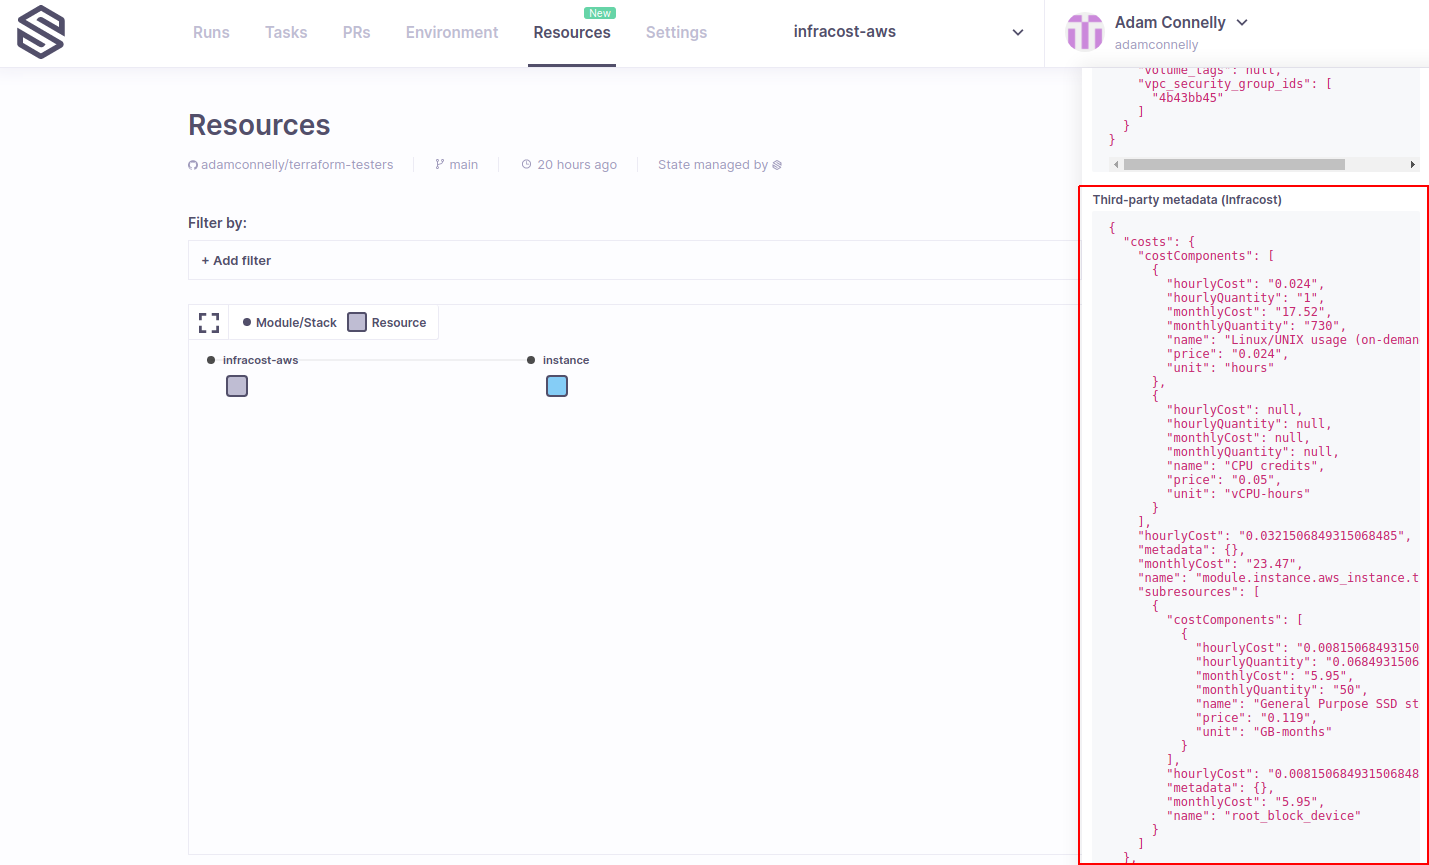 New
Runs Tasks PRs Environment Resources Settings infracost-aws Adam Connelly
adamconnelly
Resources
adamconnelly/terraform-testers main 20 hours ago State managed by
Filter by:
+ Add filter
Module/Stack Resource
infracost-aws instance
"volume_tags": null,
"vpc_security_group_ids": [
"4b43bb45"
]
}
}
Third-party metadata (Infracost)
{
"costs": {
"costComponents": [
{
"hourlyCost": "0.024",
"hourlyQuantity": "1",
"monthlyCost": "17.52",
"monthlyQuantity": "730",
"name": "Linux/UNIX usage (on-deman
"price": "0.024",
"unit": "hours"
},
{
"hourlyCost": null,
"hourlyQuantity": null,
"monthlyCost": null,
"monthlyQuantity": null,
"name": "CPU credits",
"price": "0.05",
"unit": "vCPU-hours"
}
],
"hourlyCost": "0.0321506849315068485",
"metadata": {},
"monthlyCost": "23.47",
"name": "module.instance.aws_instance.t
"subresources": [
{
"costComponents": [
{
"hourlyCost": "0.00815068493150
"hourlyQuantity": "0.0684931506
"monthlyCost": "5.95",
"monthlyQuantity": "50",
"name": "General Purpose SSD st
"price": "0.119",
"unit": "GB-months"
}
],
"hourlyCost": "0.008150684931506848
"metadata": {},
"monthlyCost": "5.95",
"name": "root_block_device"
}
]
},